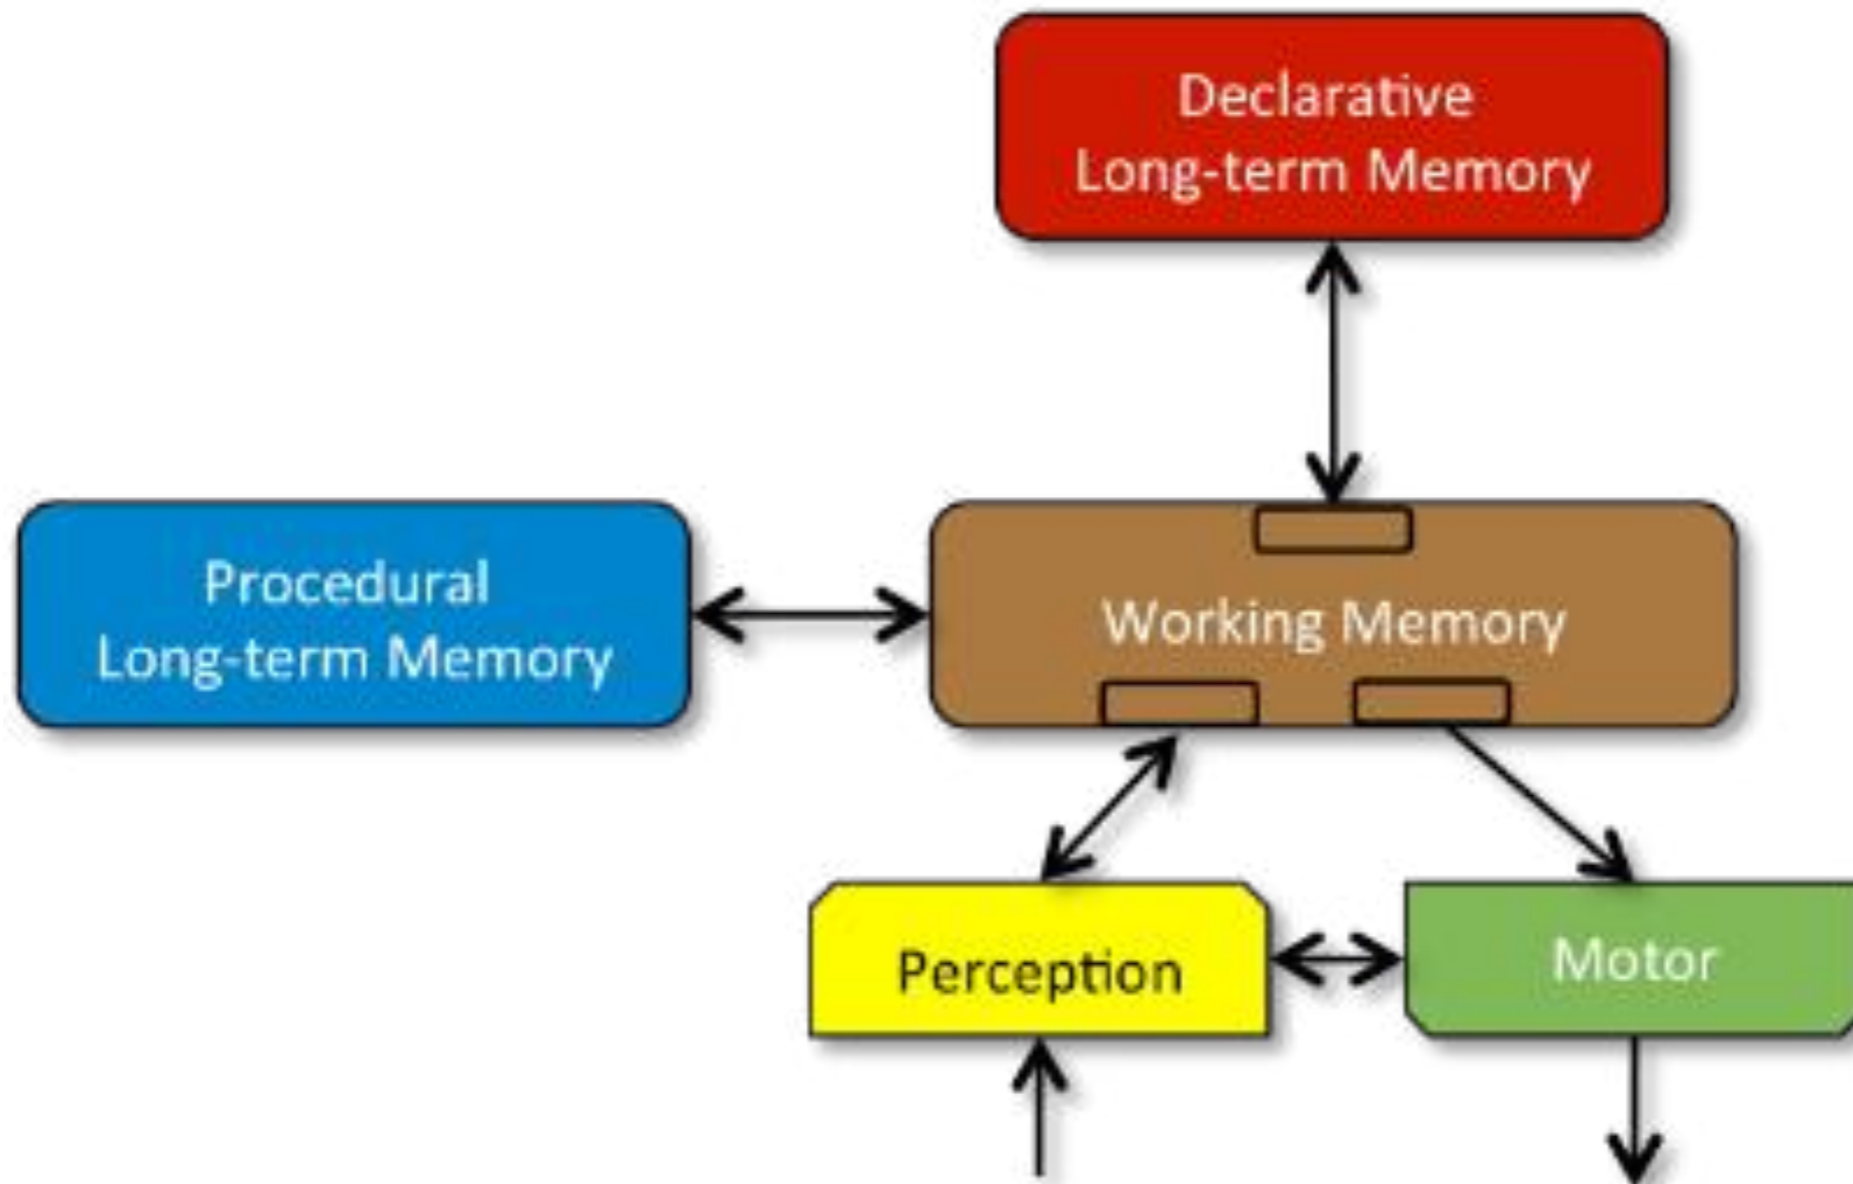 Declarative
Long-term Memory
Procedural
Long-term Memory
Working Memory
Perception
Motor